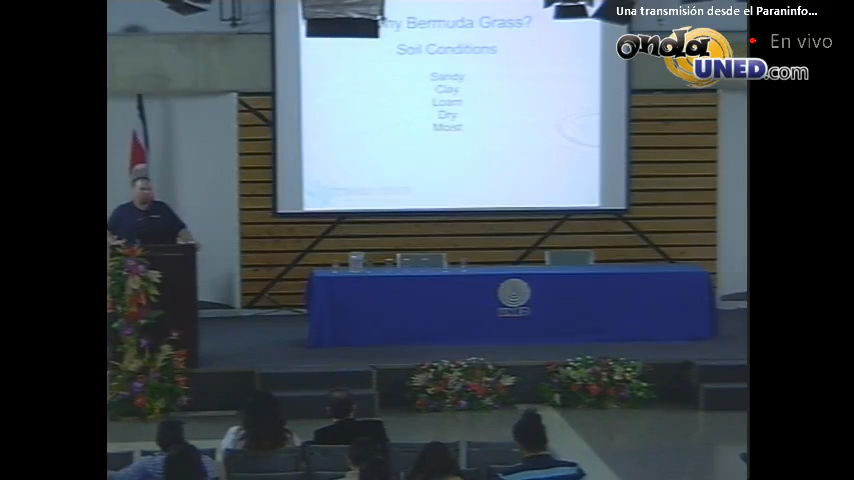 Una transmisión desde el Paraninfo...
onda
UNED.com
En vivo
hy Bermuda Grass?
Soil Conditions
Sandy
Clay
Loam
Dry
Moist
UNED